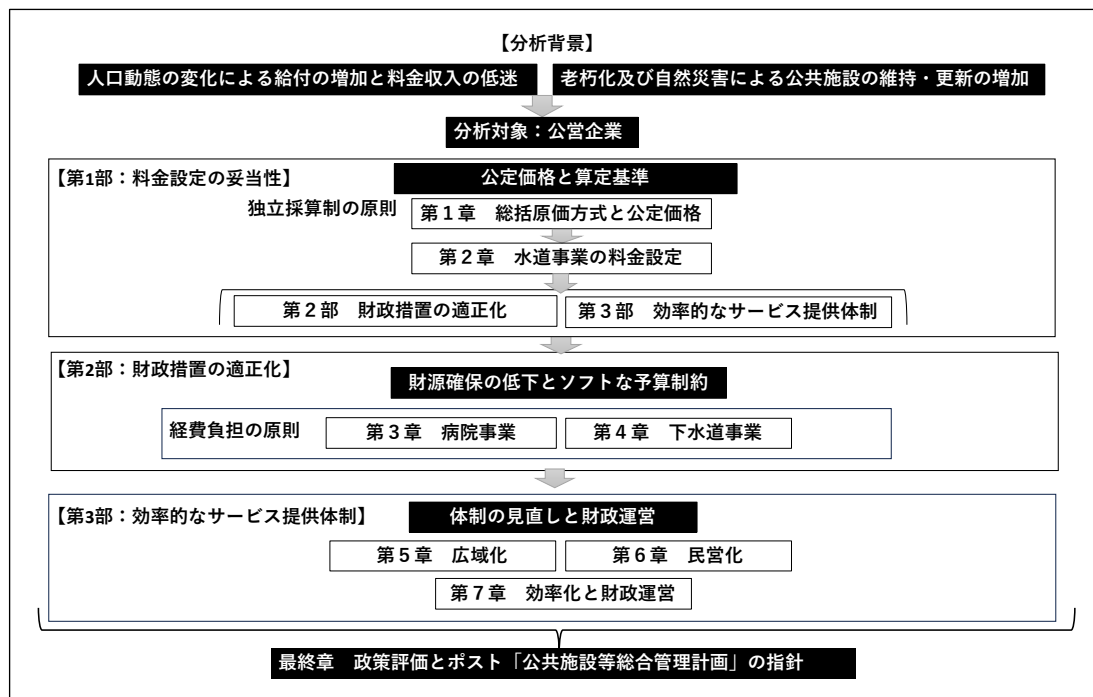 【分析背景】
人口動態の変化による給付の増加と料金収入の低迷
老朽化及び自然災害による公共施設の維持・更新の増加
分析対象：公営企業
【第1部：料金設定の妥当性】
公定価格と算定基準
独立採算制の原則
第１章　総括原価方式と公定価格
第２章　水道事業の料金設定
第２部　財政措置の適正化
第３部　効率的なサービス提供体制
【第2部：財政措置の適正化】
財源確保の低下とソフトな予算制約
経費負担の原則
第３章　病院事業
第４章　下水道事業
【第3部：効率的なサービス提供体制】
体制の見直しと財政運営
第５章　広域化
第６章　民営化
第７章　効率化と財政運営
最終章　政策評価とポスト「公共施設等総合管理計画」の指針